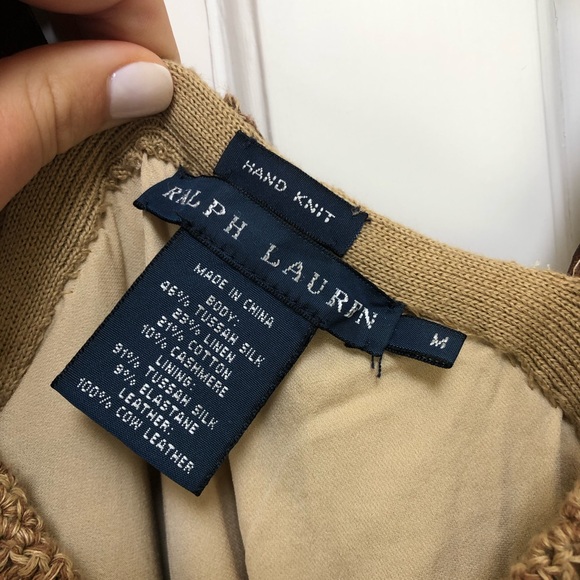 HAND KNIT
RALPH LAUREN
M
MADE IN CHINA
BODY:
46% TUSSAH SILK
23% LINEN
21% COTTON
10% CASHMERE
LINING:
91% TUSSAH SILK
9% ELASTANE
LEATHER:
100% COW LEATHER